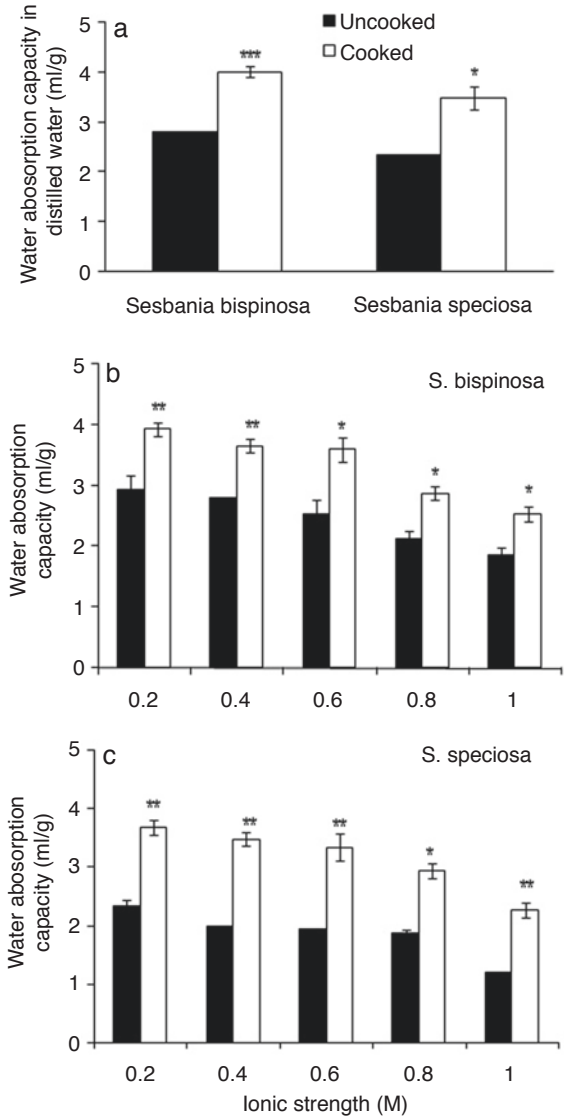 a
Uncooked
Cooked
Water abosorption capacity in
distilled water (ml/g)
5
4
3
2
1
0
***
*
Sesbania bispinosa
Sesbania speciosa
b
S. bispinosa
Water abosorption
capacity (ml/g)
5
4
3
2
1
0
** ** * * *
0.2 0.4 0.6 0.8 1
c
S. speciosa
Water abosorption
capacity (ml/g)
5
4
3
2
1
0
** ** ** * **
0.2 0.4 0.6 0.8 1
Ionic strength (M)